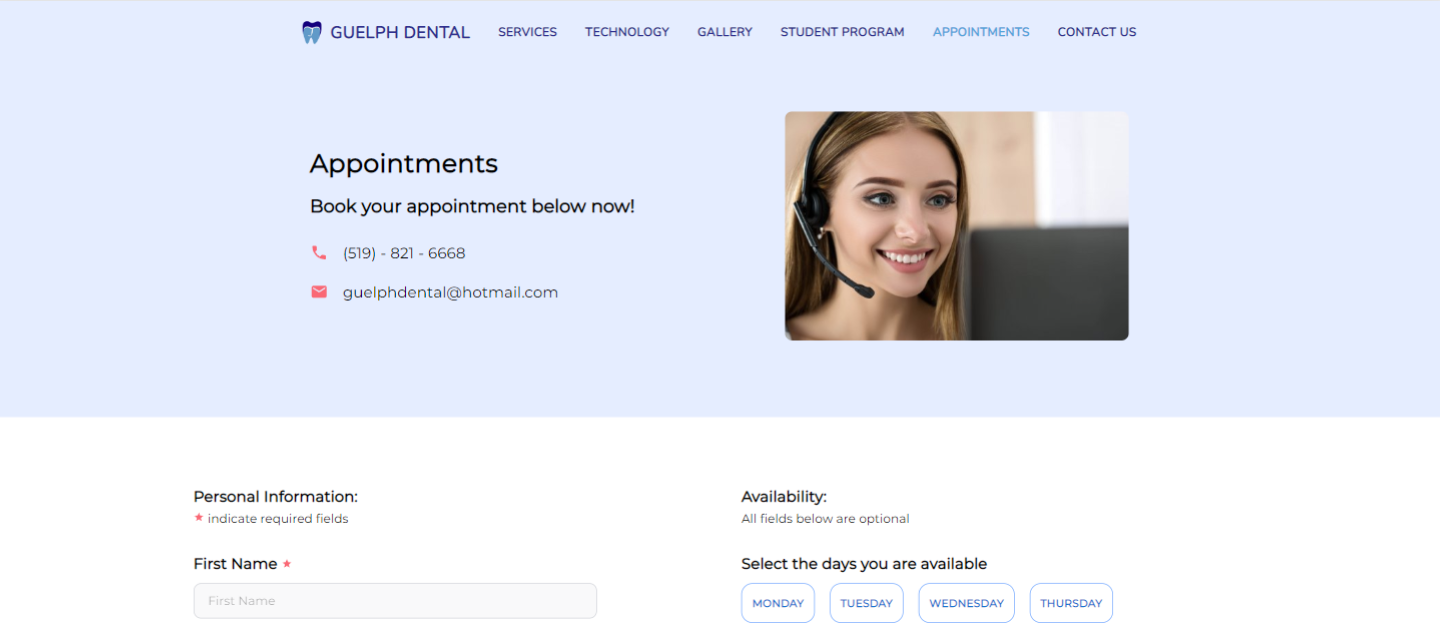 GUELPH DENTAL SERVICES TECHNOLOGY GALLERY STUDENT PROGRAM APPOINTMENTS CONTACT US
Appointments
Book your appointment below now!
(519) - 821 - 6668
guelphdental@hotmail.com
Personal Information:
* indicate required fields
First Name *
First Name
Availability:
All fields below are optional
Select the days you are available
MONDAY TUESDAY WEDNESDAY THURSDAY